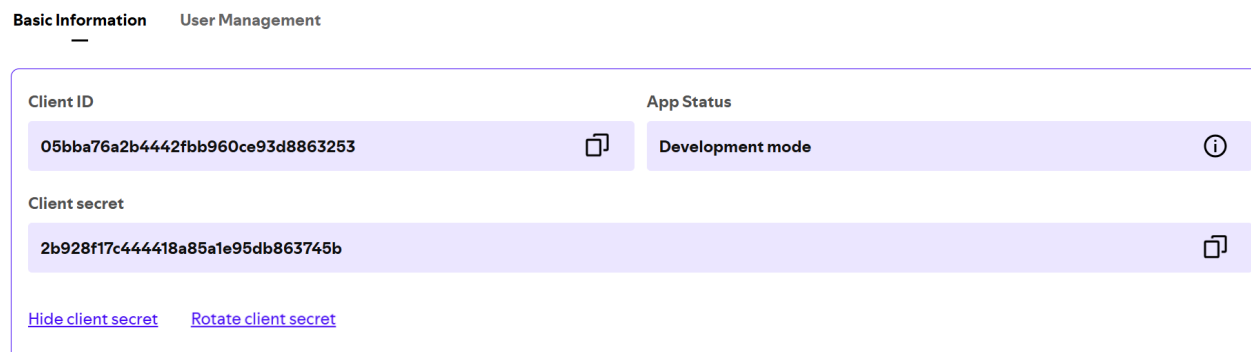 Basic Information User Management
Client ID App Status
05bba76a2b4442fbb960ce93d8863253 Development mode
Client secret
2b928f17c444418a85a1e95db863745b
Hide client secret Rotate client secret